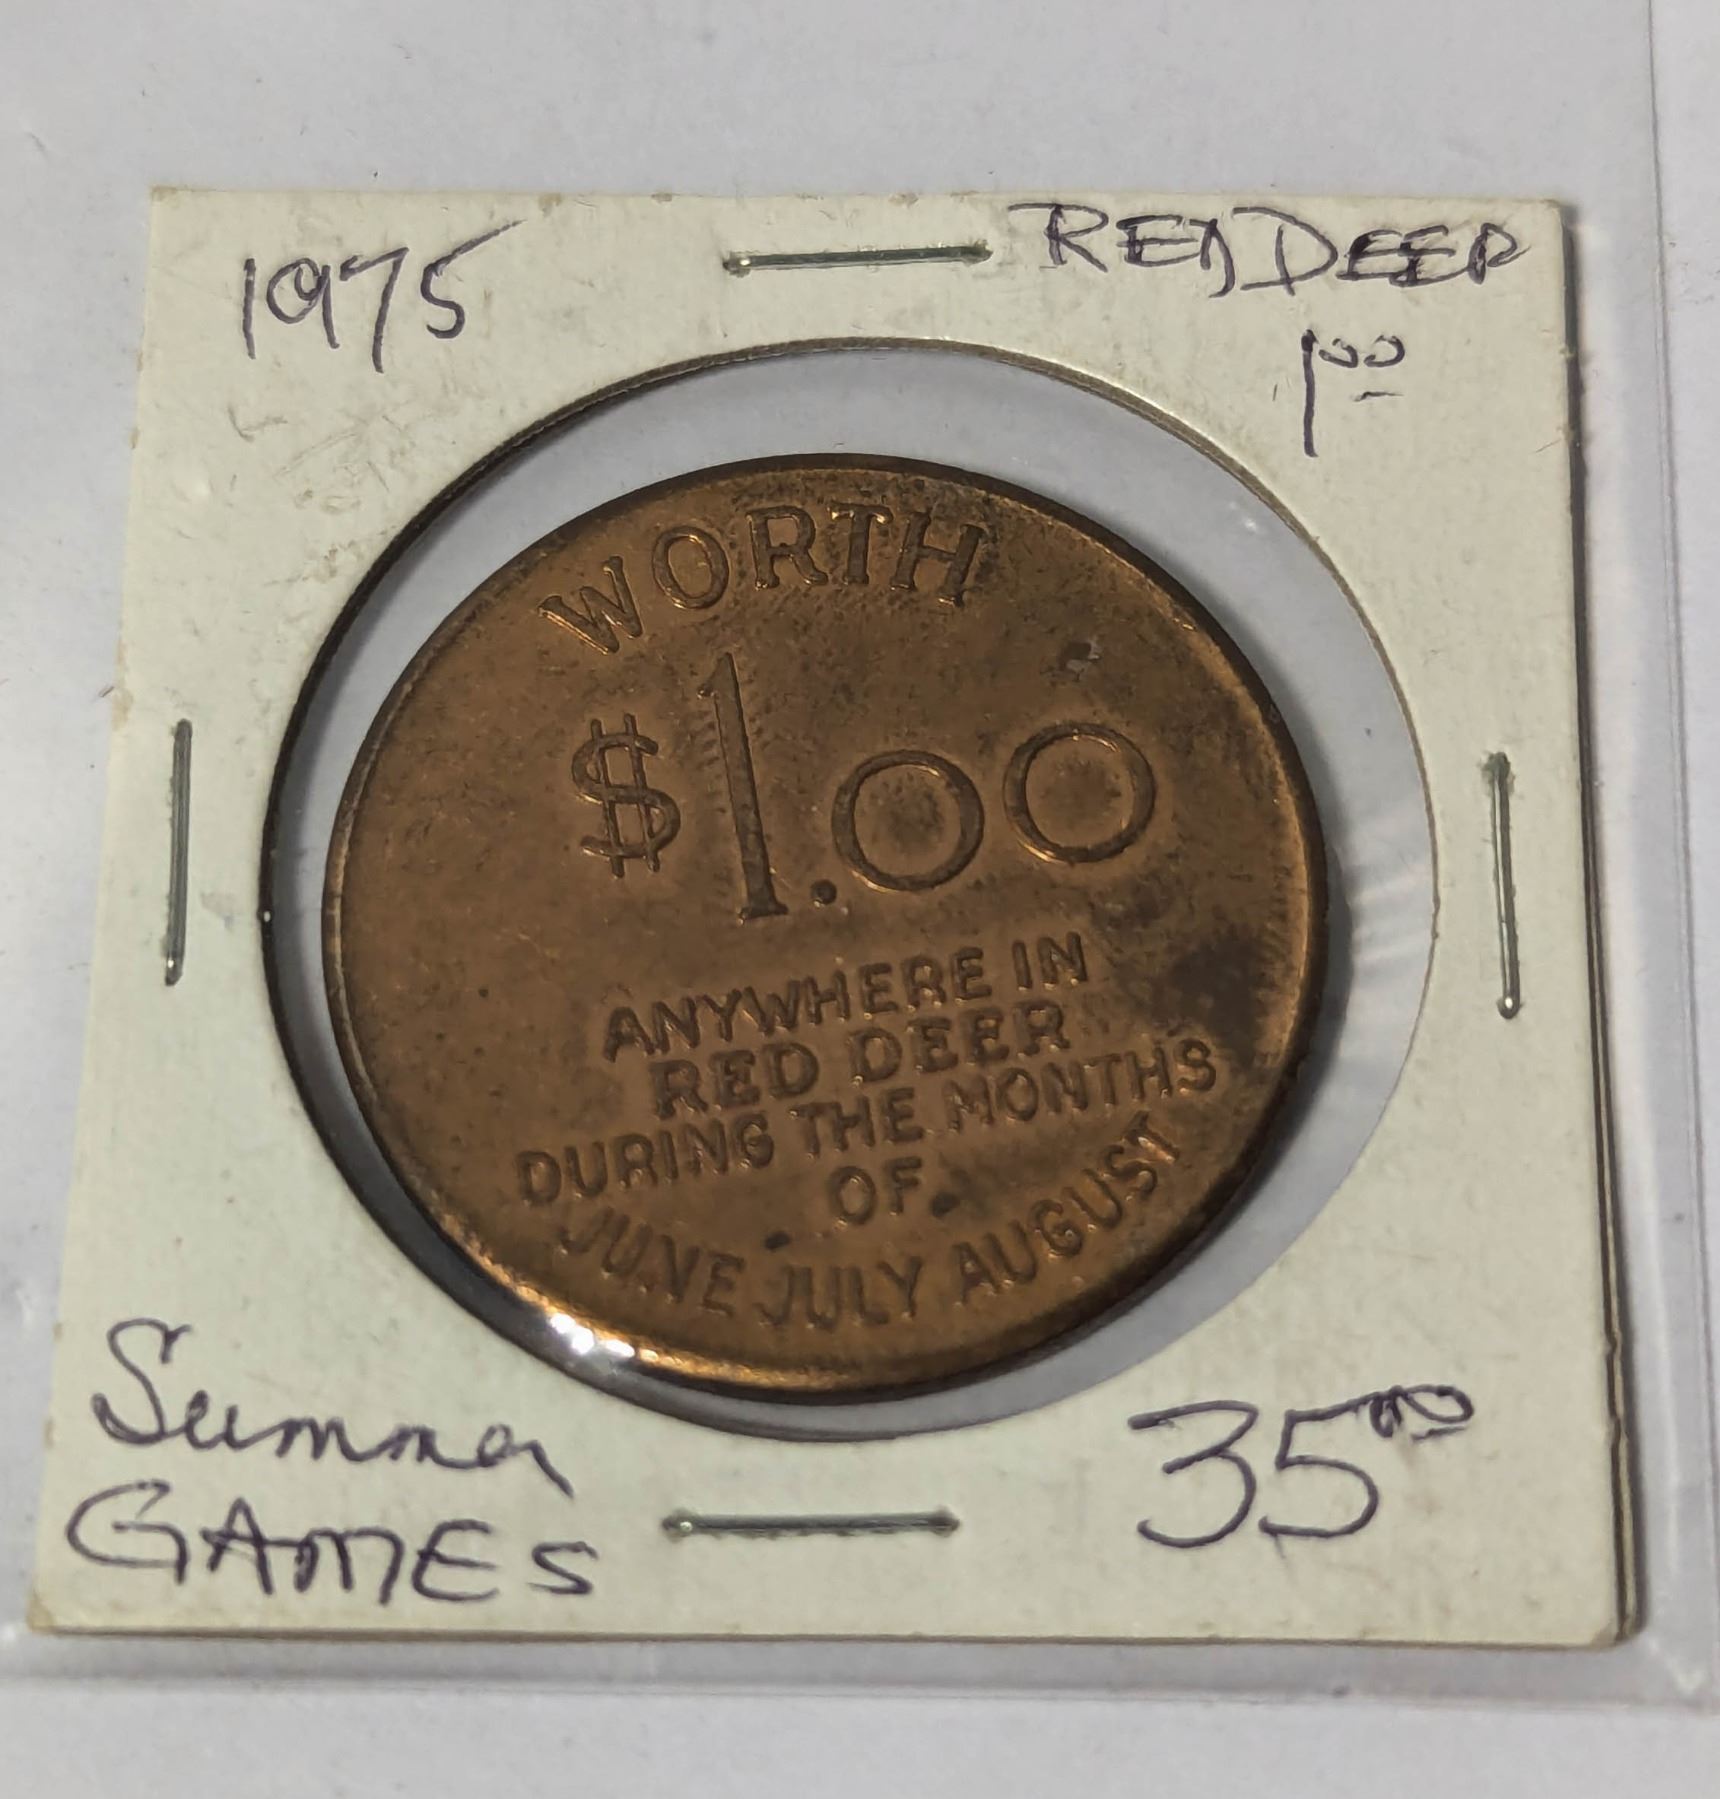 1975
RED DEER
1.00
WORTH
$1.00
ANYWHERE IN
RED DEER
DURING THE MONTHS
OF
JUNE JULY AUGUST
Summer
GAMES
35.00